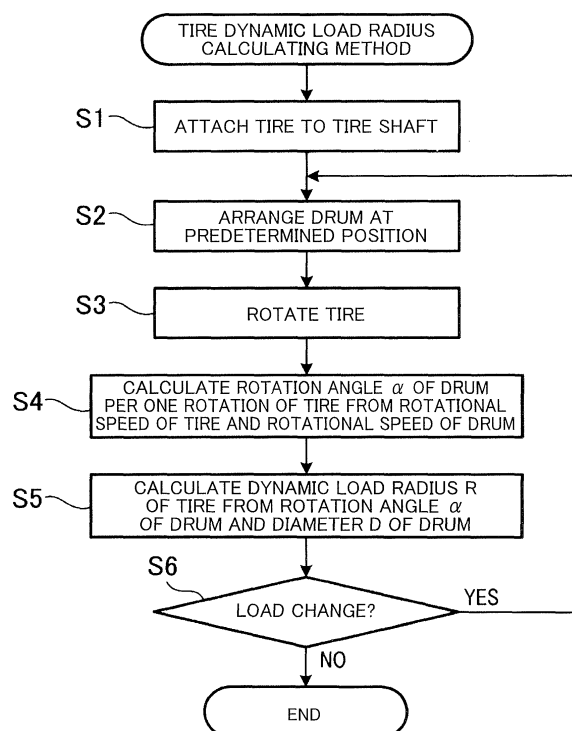 TIRE DYNAMIC LOAD RADIUS
CALCULATING METHOD
S1
ATTACH TIRE TO TIRE SHAFT
S2
ARRANGE DRUM AT
PREDETERMINED POSITION
S3
ROTATE TIRE
S4
CALCULATE ROTATION ANGLE α OF DRUM
PER ONE ROTATION OF TIRE FROM ROTATIONAL
SPEED OF TIRE AND ROTATIONAL SPEED OF DRUM
S5
CALCULATE DYNAMIC LOAD RADIUS R
OF TIRE FROM ROTATION ANGLE α
OF DRUM AND DIAMETER D OF DRUM
S6
LOAD CHANGE?
YES
NO
END